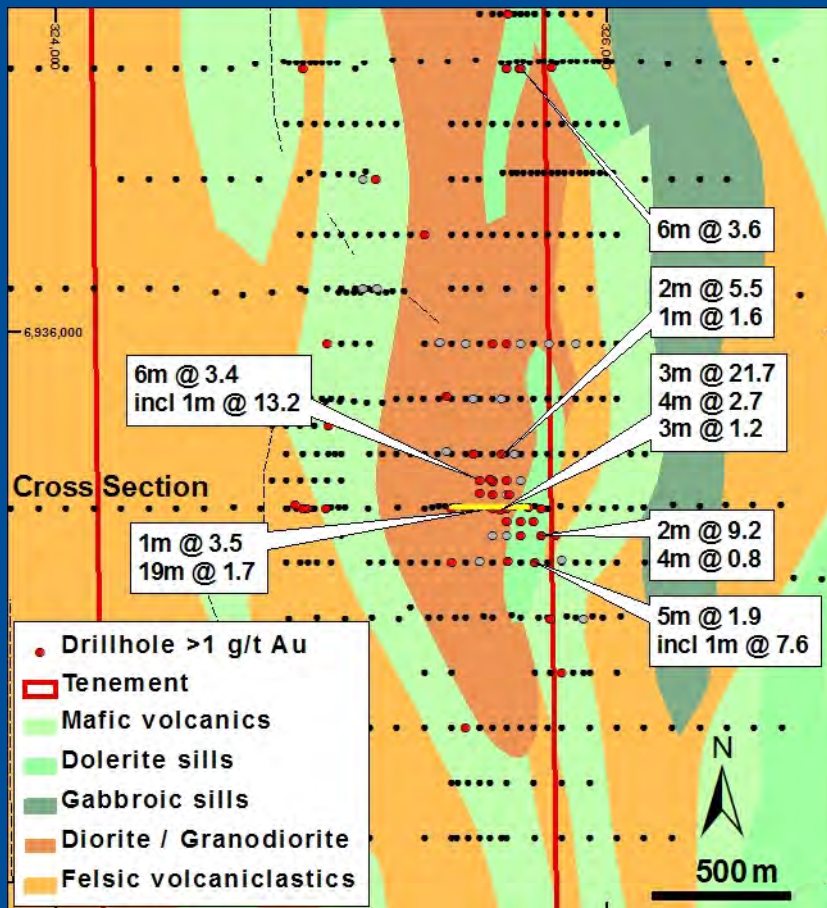 324,000
326,000
6m @ 3.6
2m @ 5.5
1m @ 1.6
6,936,000
6m @ 3.4
incl 1m @ 13.2
3m @ 21.7
4m @ 2.7
3m @ 1.2
Cross Section
1m @ 3.5
19m @ 1.7
2m @ 9.2
4m @ 0.8
5m @ 1.9
incl 1m @ 7.6
Drillhole >1 g/t Au
Tenement
Mafic volcanics
Dolerite sills
Gabbroic sills
Diorite / Granodiorite
Felsic volcaniclastics
N
500 m